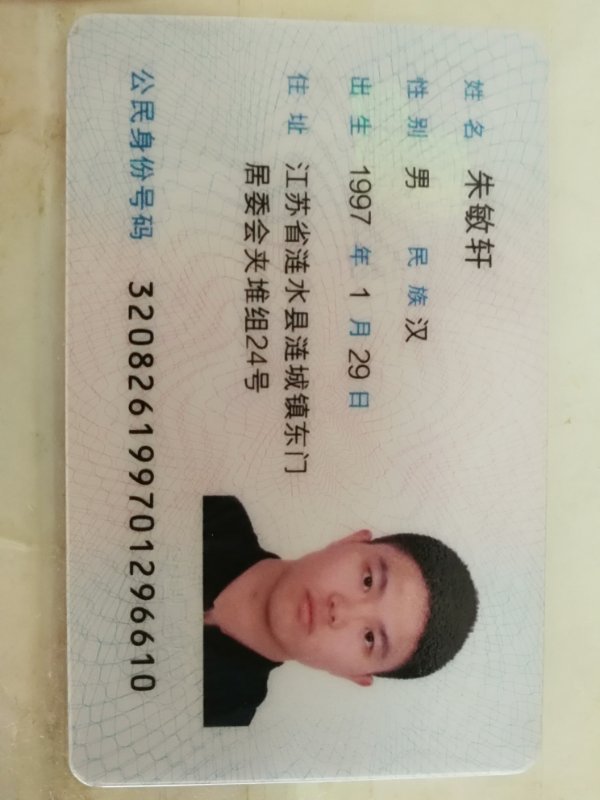 姓名 朱敏轩
性别 男 民族 汉
出生 1997 年 1 月 29 日
住址 江苏省涟水县涟城镇东门
居委会夹堆组24号
公民身份号码 320826199701296610